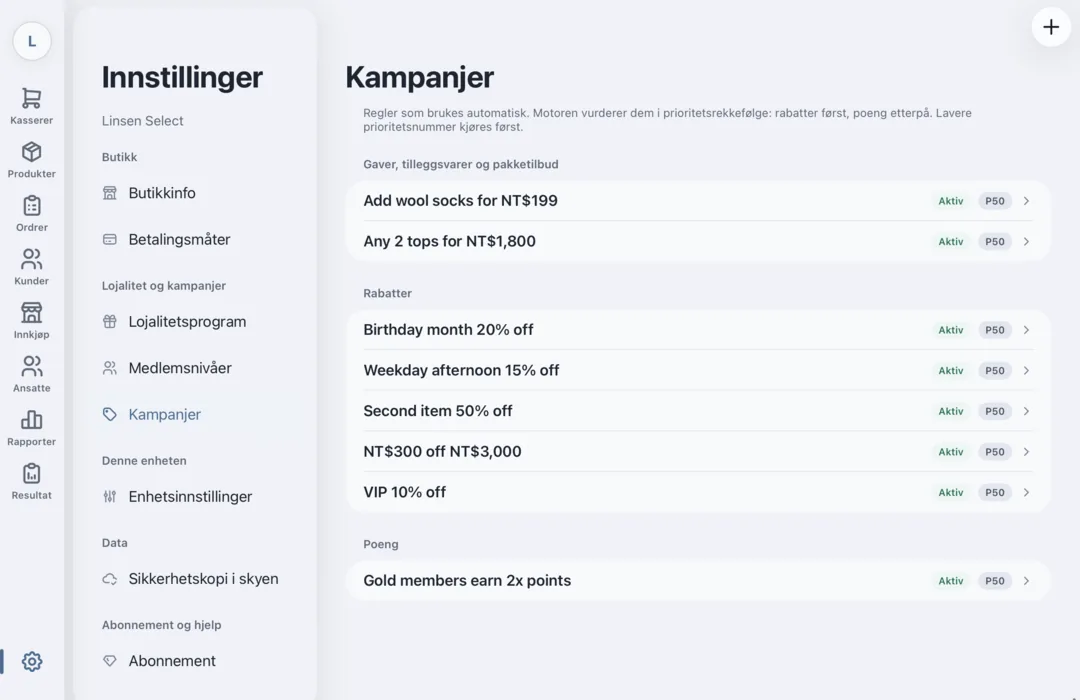 L
Kasserer
Produkter
Ordrer
Kunder
Innkjøp
Ansatte
Rapporter
Resultat
Innstillinger
Linsen Select
Butikk
Butikkinfo
Betalingsmåter
Lojalitet og kampanjer
Lojalitetsprogram
Medlemsnivåer
Kampanjer
Denne enheten
Enhetsinnstillinger
Data
Sikkerhetskopi i skyen
Abonnement og hjelp
Abonnement
Kampanjer
Regler som brukes automatisk. Motoren vurderer dem i prioritetsrekkefølge: rabatter først, poeng etterpå. Lavere
prioritetsnummer kjøres først.
Gaver, tilleggsvarer og pakketilbud
Add wool socks for NT$199 Aktiv P50
Any 2 tops for NT$1,800 Aktiv P50
Rabatter
Birthday month 20% off Aktiv P50
Weekday afternoon 15% off Aktiv P50
Second item 50% off Aktiv P50
NT$300 off NT$3,000 Aktiv P50
VIP 10% off Aktiv P50
Poeng
Gold members earn 2x points Aktiv P50